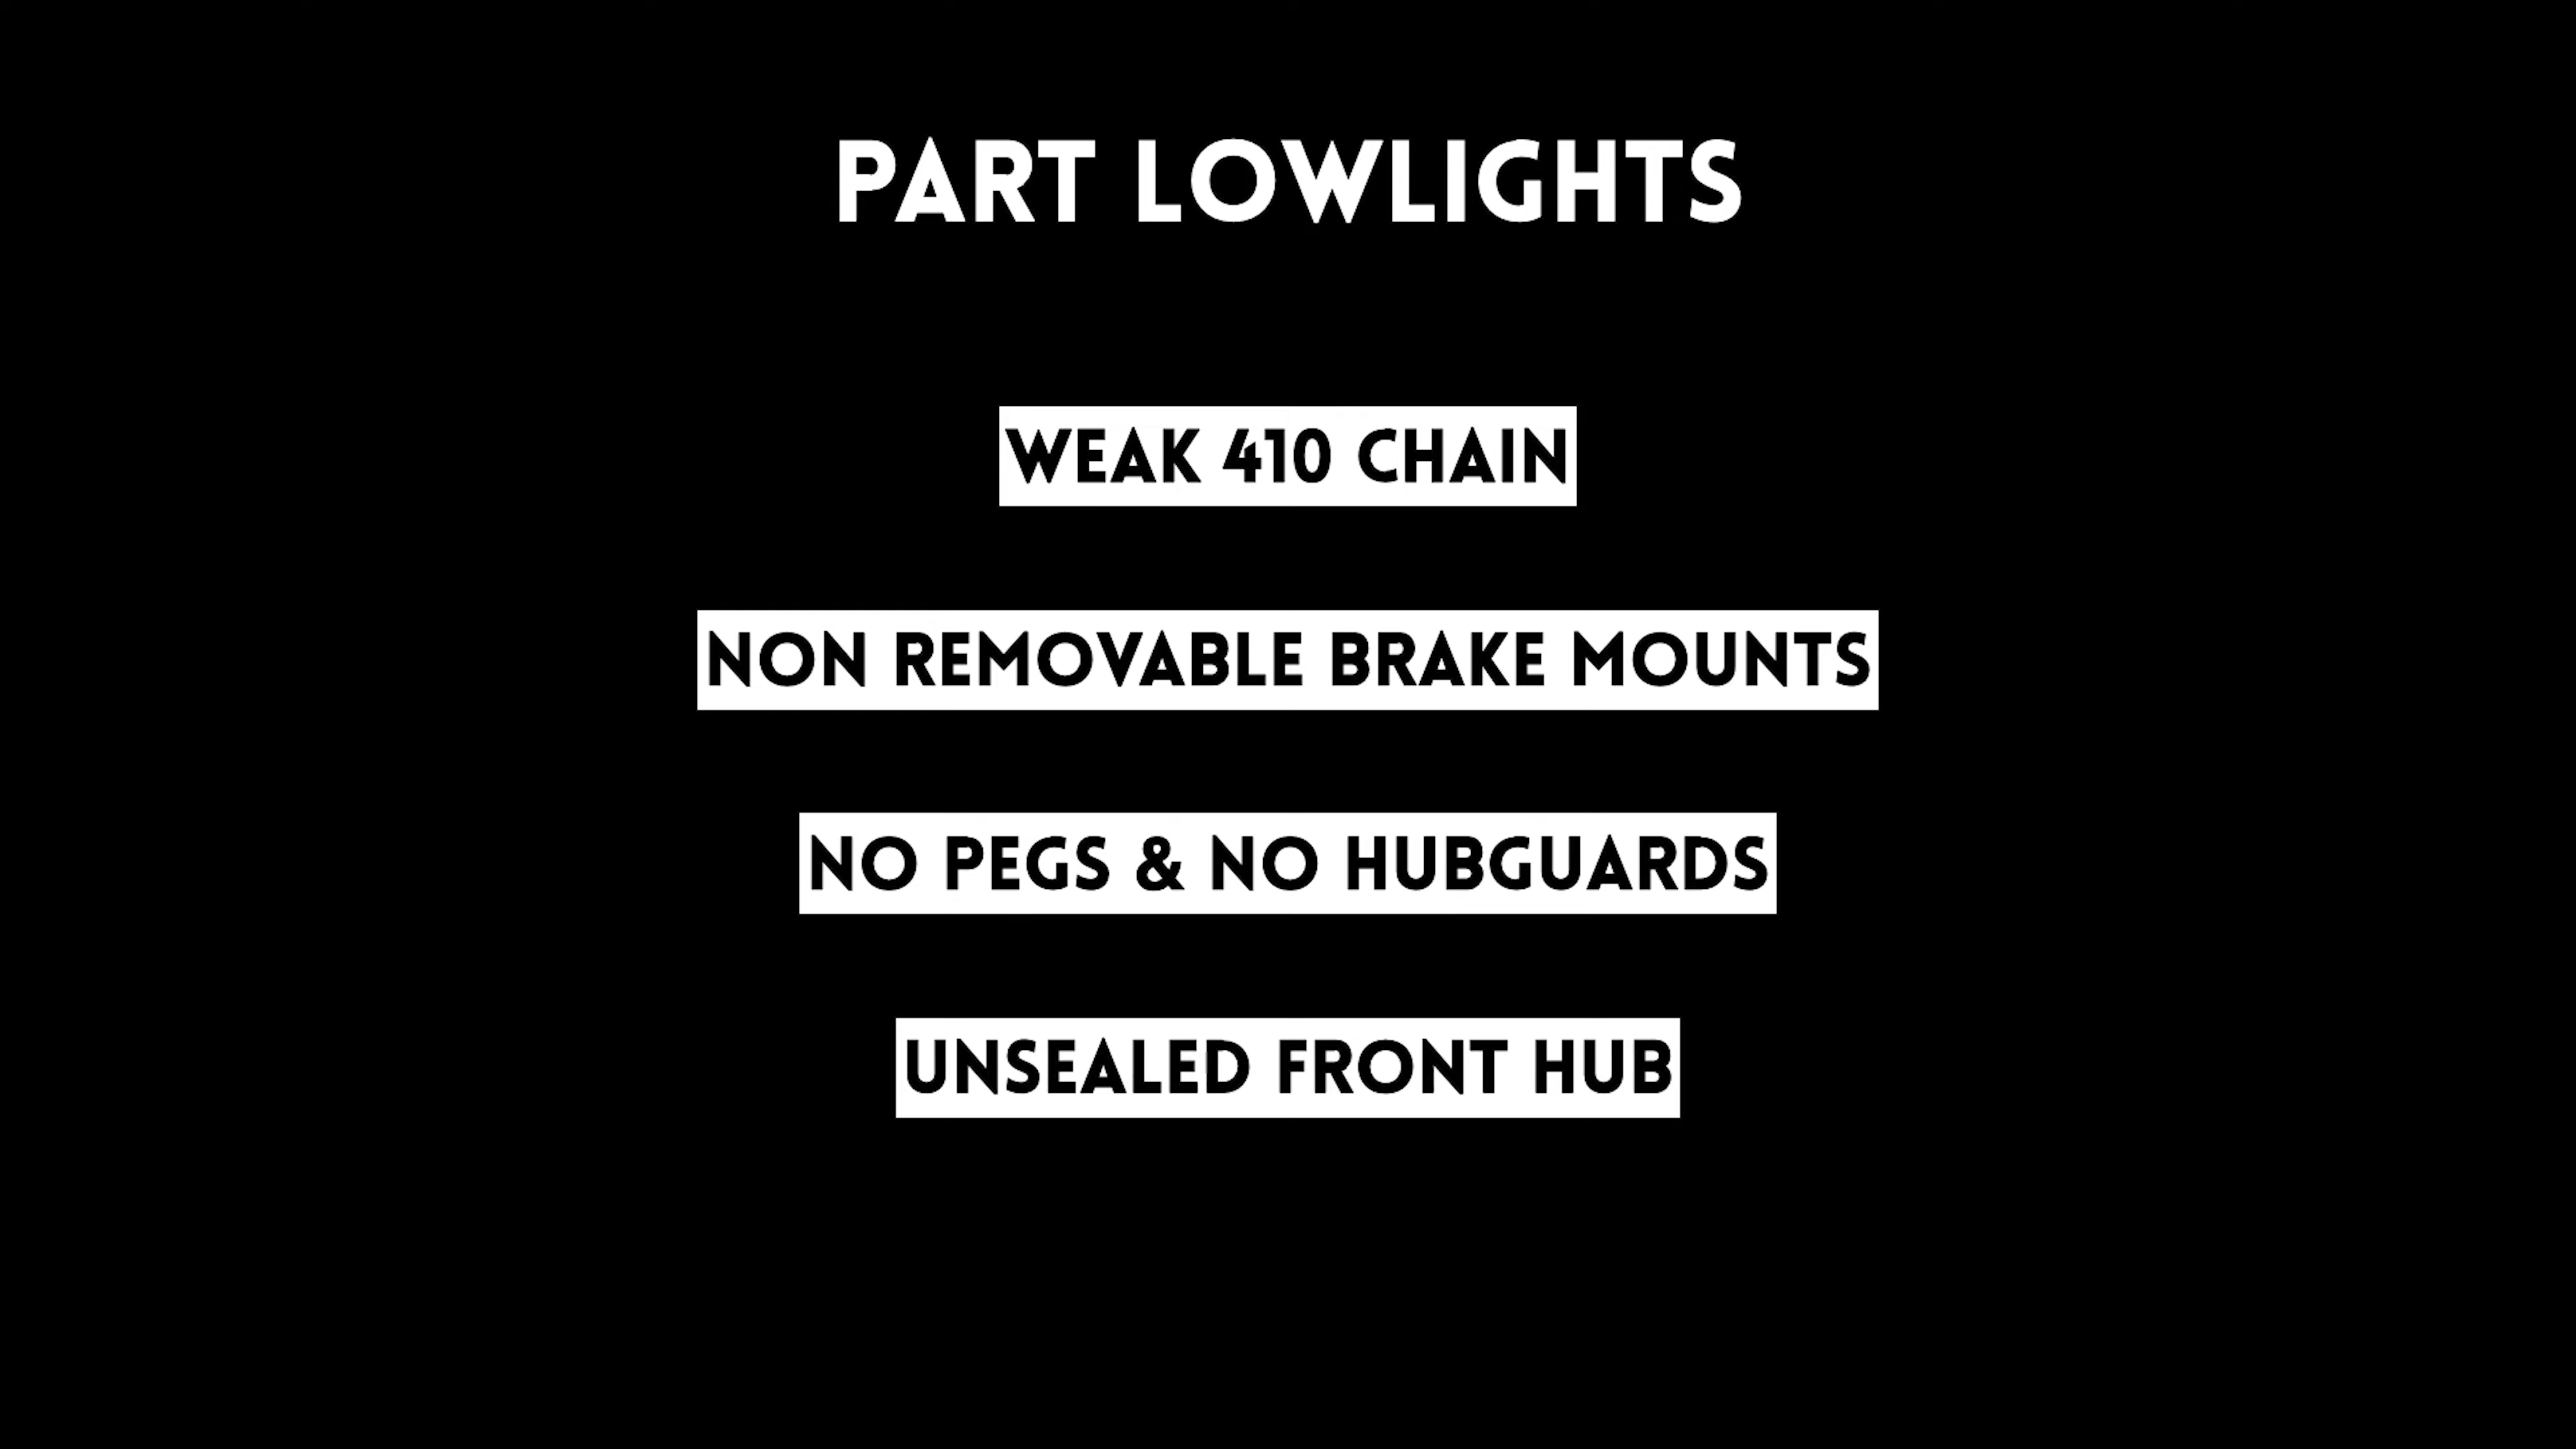 PART LOWLIGHTS
WEAK 410 CHAIN
NON REMOVABLE BRAKE MOUNTS
NO PEGS & NO HUBGUARDS
UNSEALED FRONT HUB